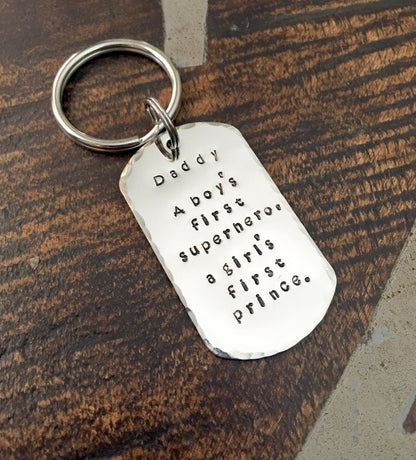 Daddy
A boy's
first
superhero,
a girl's
first
prince.